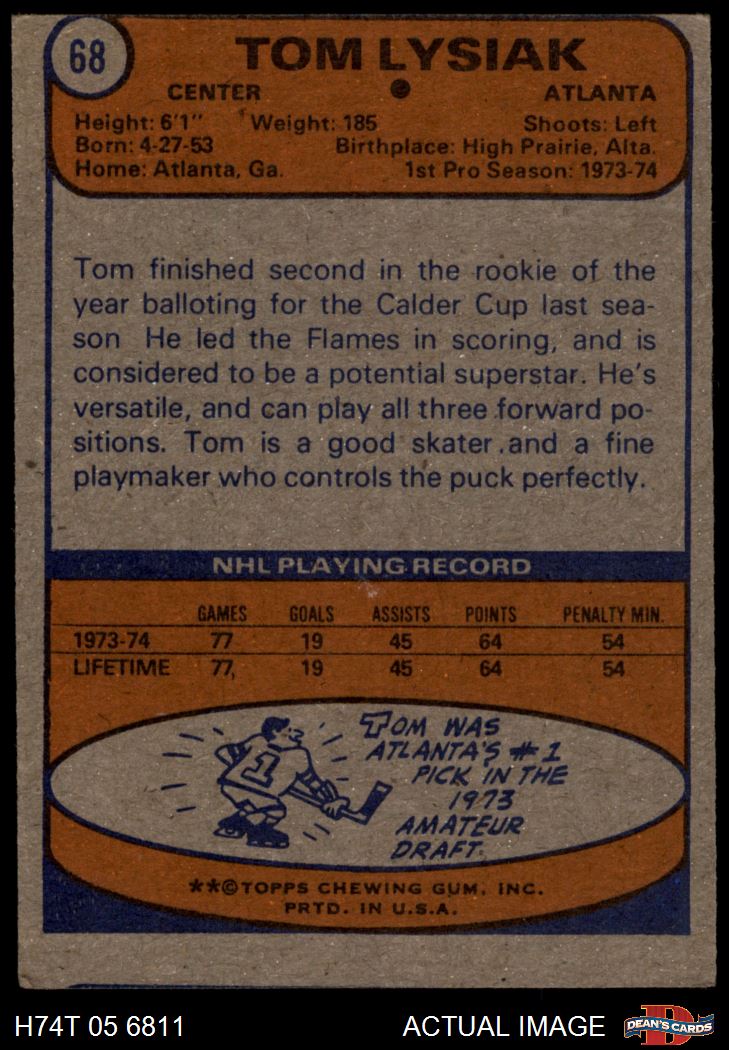 68
TOM LYSIAK
CENTER ATLANTA
Height: 6'1" Weight: 185 Shoots: Left
Born: 4-27-53 Birthplace: High Prairie, Alta.
Home: Atlanta, Ga. 1st Pro Season: 1973-74
Tom finished second in the rookie of the
year balloting for the Calder Cup last sea-
son He led the Flames in scoring, and is
considered to be a potential superstar. He's
versatile, and can play all three forward po-
sitions. Tom is a good skater and a fine
playmaker who controls the puck perfectly.
NHL PLAYING RECORD
GAMES GOALS ASSISTS POINTS PENALTY MIN.
1973-74 77 19 45 64 54
LIFETIME 77, 19 45 64 54
1
TOM WAS
ATLANTA'S #1
PICK IN THE
1973
AMATEUR
DRAFT.
**©TOPPS CHEWING GUM, INC.
PRTD. IN U.S.A.
H74T 05 6811 ACTUAL IMAGE D DEAN'S CARDS